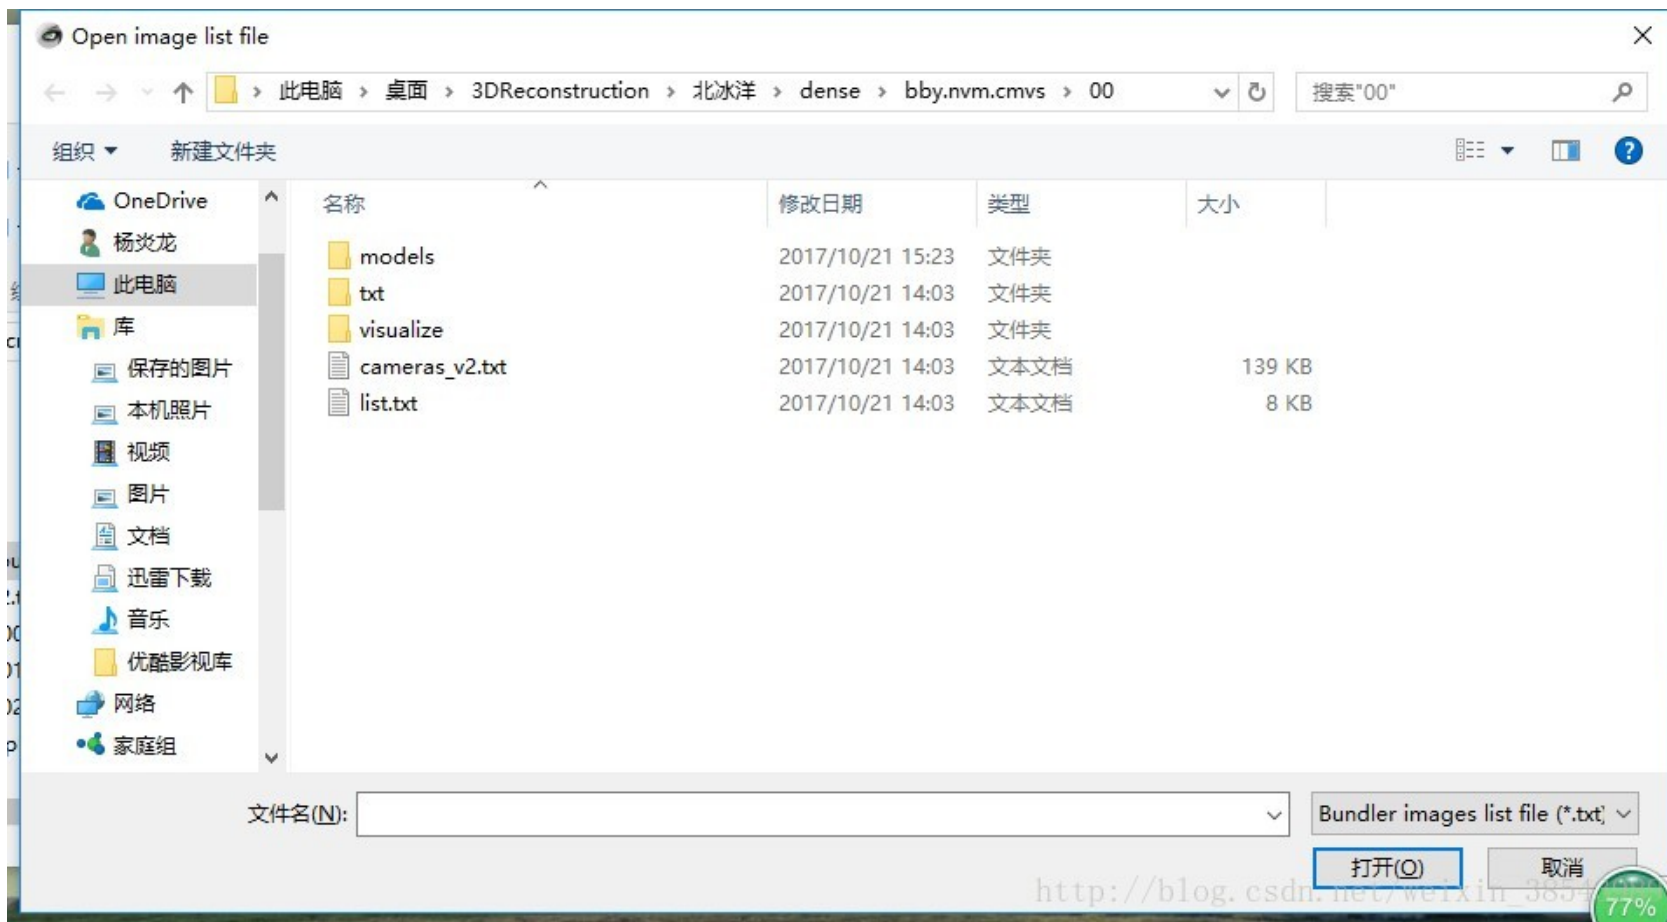 Open image list file
此电脑 > 桌面 > 3DReconstruction > 北冰洋 > dense > bby.nvm.cmvs > 00
搜索"00"
组织 新建文件夹
OneDrive
杨炎龙
此电脑
库
保存的图片
本机照片
视频
图片
文档
迅雷下载
音乐
优酷影视库
网络
家庭组
名称 修改日期 类型 大小
models 2017/10/21 15:23 文件夹
txt 2017/10/21 14:03 文件夹
visualize 2017/10/21 14:03 文件夹
cameras_v2.txt 2017/10/21 14:03 文本文档 139 KB
list.txt 2017/10/21 14:03 文本文档 8 KB
文件名(N): Bundler images list file (*.txt)
打开(O) 取消
http://blog.csdn.net/weixin_3854
77%